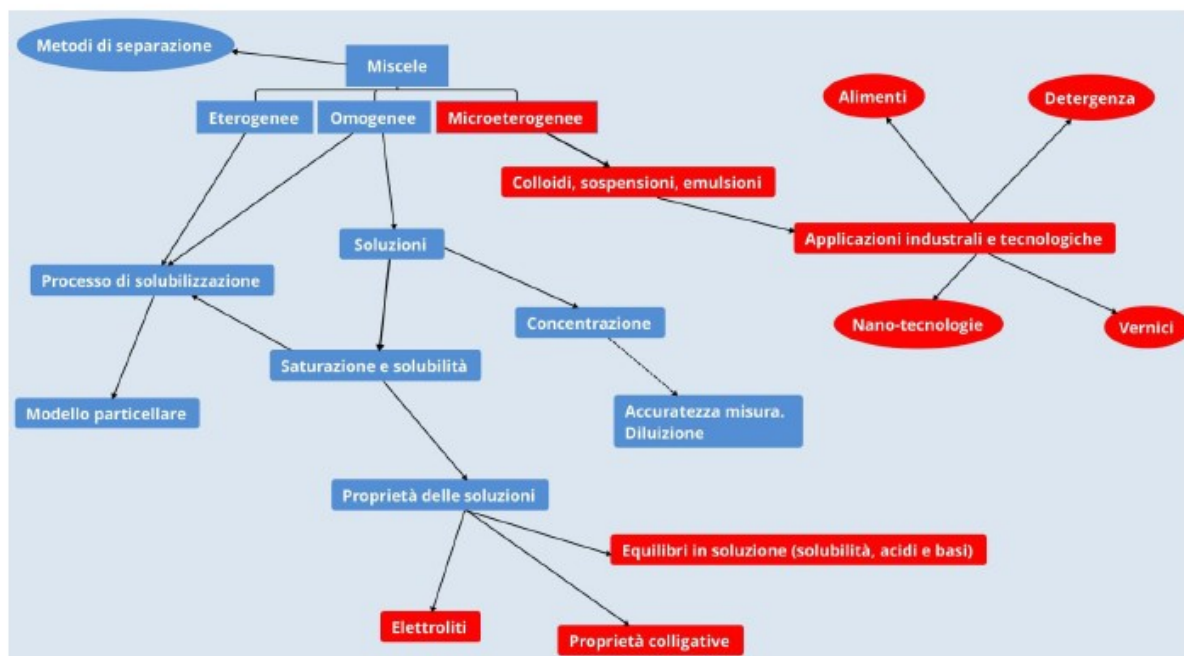 Metodi di separazione
Miscele
Eterogenee
Omogenee
Microeterogenee
Alimenti
Detergenza
Colloidi, sospensioni, emulsioni
Soluzioni
Applicazioni industrali e tecnologiche
Processo di solubilizzazione
Concentrazione
Nano-tecnologie
Vernici
Saturazione e solubilità
Modello particellare
Accuratezza misura.
Diluizione
Proprietà delle soluzioni
Equilibri in soluzione (solubilità, acidi e basi)
Elettroliti
Proprietà colligative